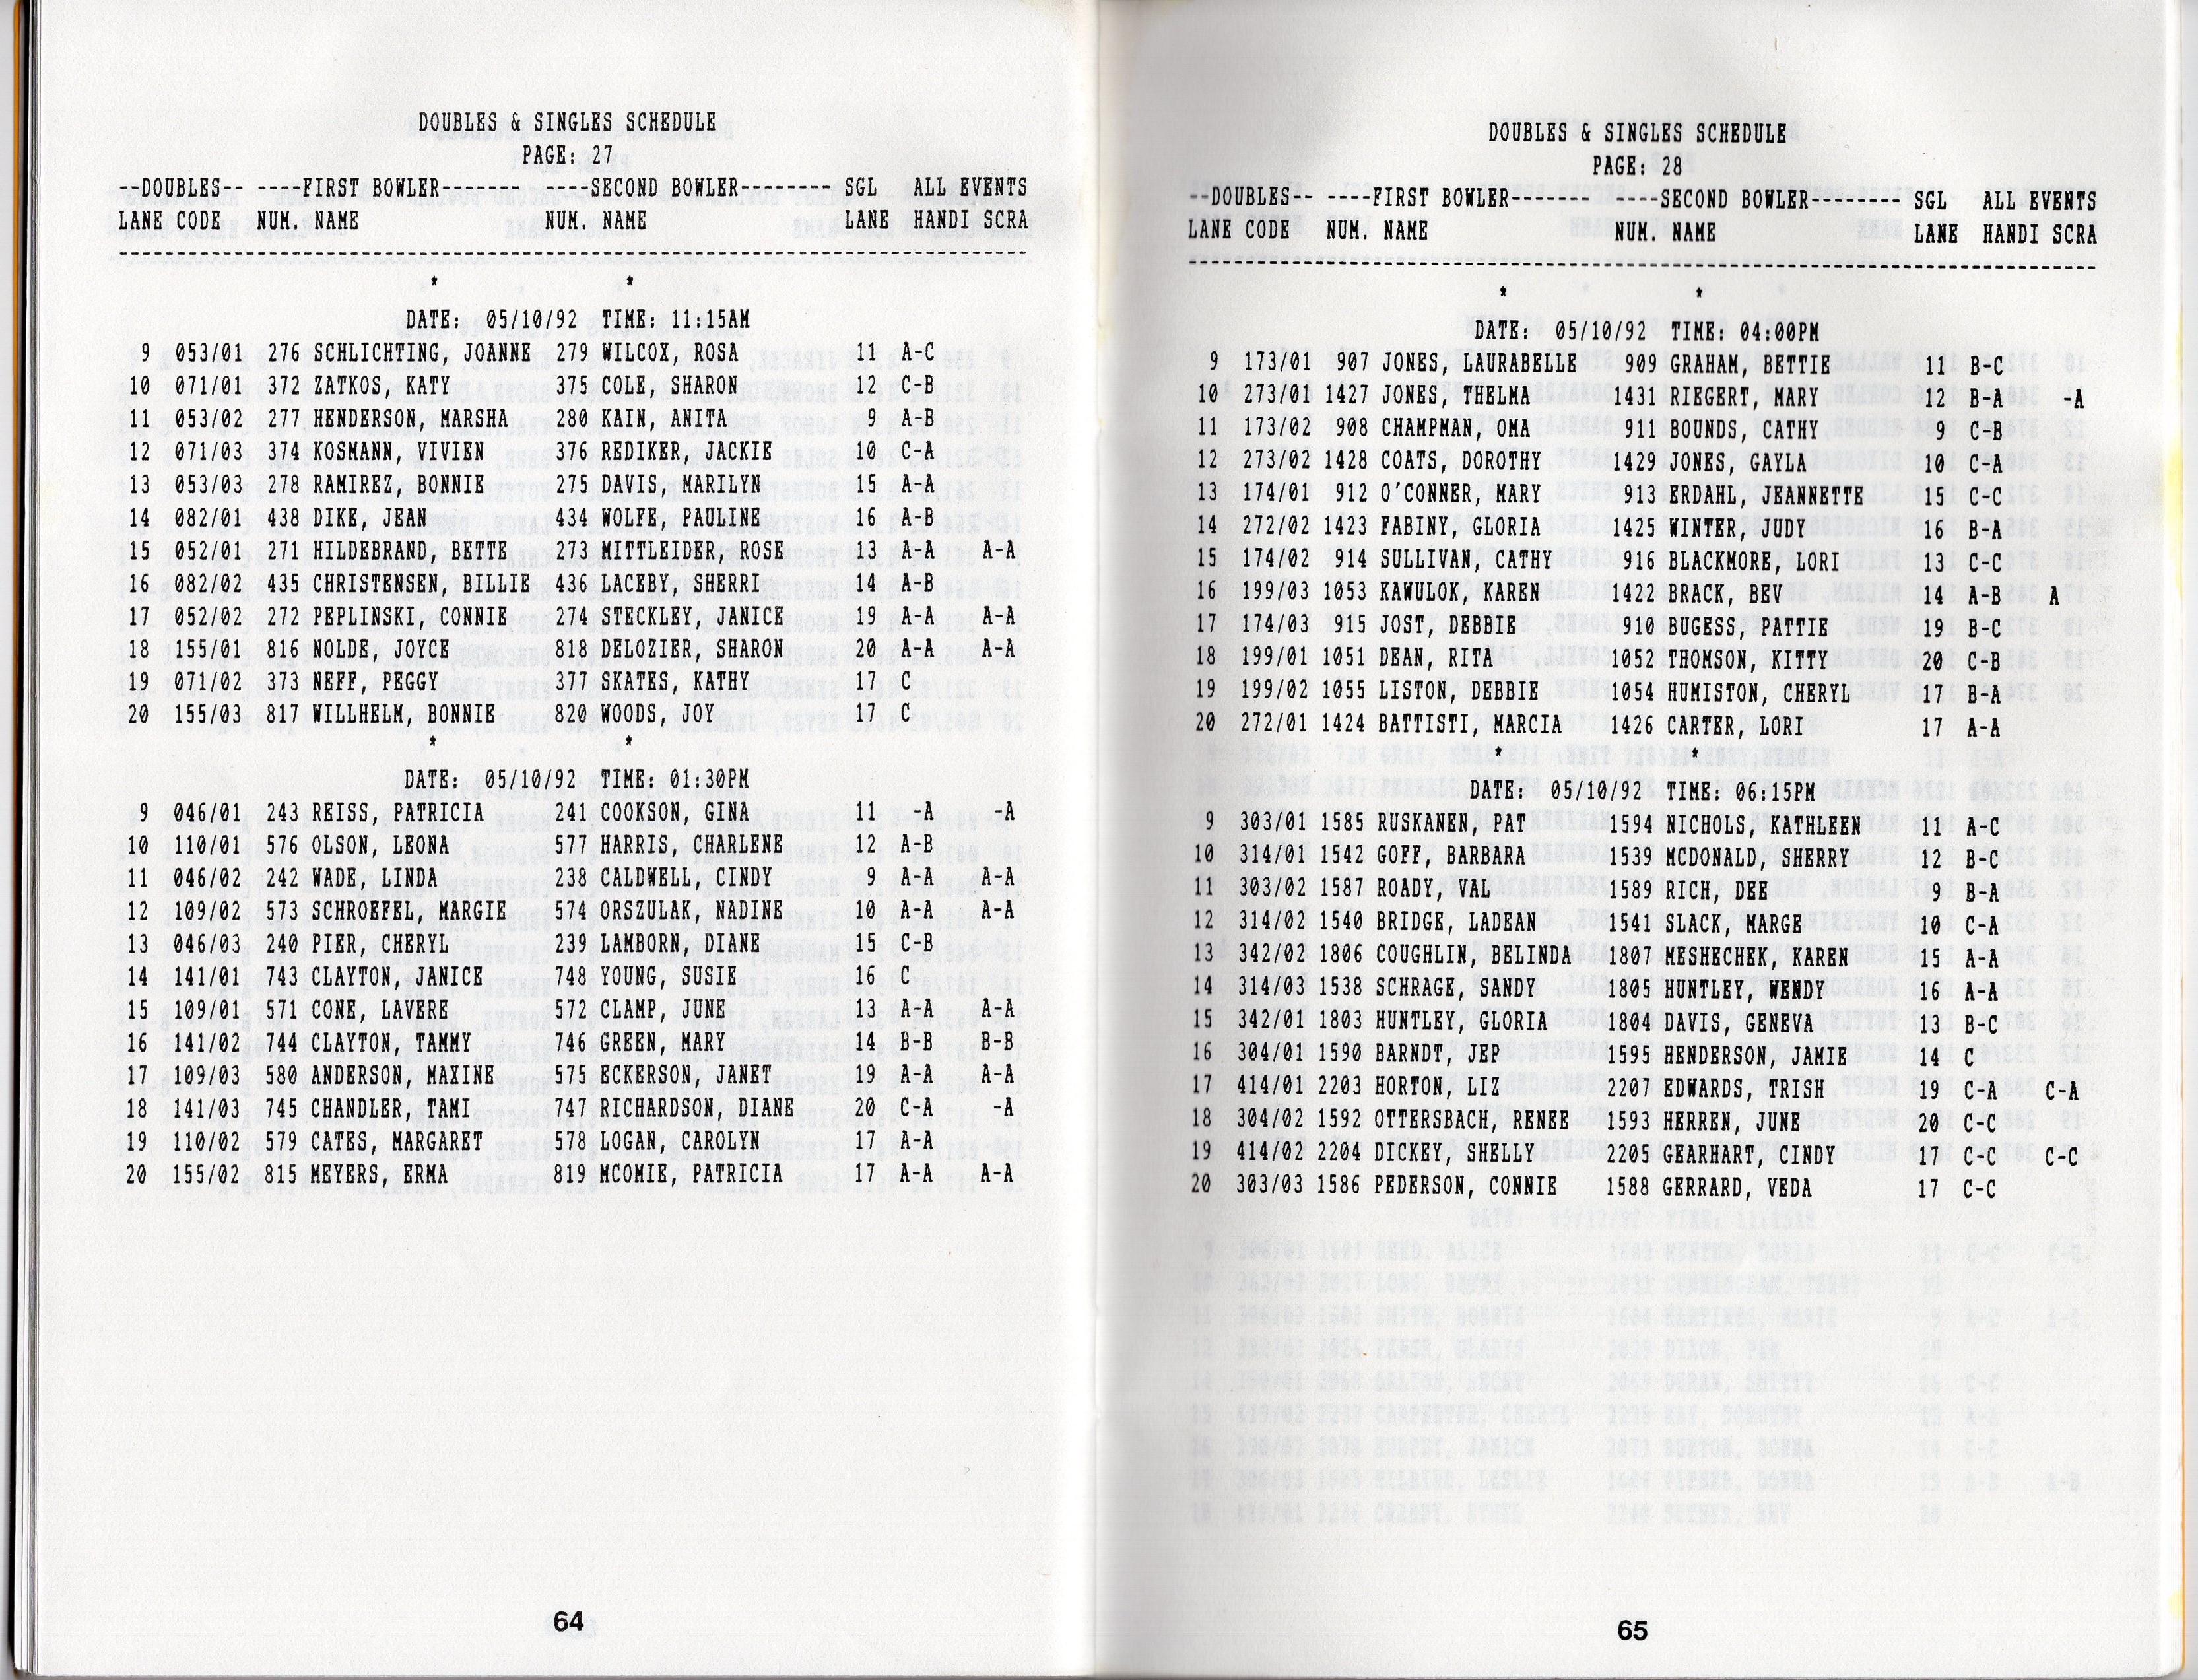 DOUBLES & SINGLES SCHEDULE
PAGE: 27
--DOUBLES-- ----FIRST BOWLER------- ----SECOND BOWLER-------- SGL ALL EVENTS
LANE CODE NUM. NAME NUM. NAME LANE HANDI SCRA
--------------------------------------------------------------------------------
* *
DATE: 05/10/92 TIME: 11:15AM
9 053/01 276 SCHLICHTING, JOANNE 279 WILCOX, ROSA 11 A-C
10 071/01 372 ZATKOS, KATY 375 COLE, SHARON 12 C-B
11 053/02 277 HENDERSON, MARSHA 280 KAIN, ANITA 9 A-B
12 071/03 374 KOSMANN, VIVIEN 376 REDIKER, JACKIE 10 C-A
13 053/03 278 RAMIREZ, BONNIE 275 DAVIS, MARILYN 15 A-A
14 082/01 438 DIKE, JEAN 434 WOLFE, PAULINE 16 A-B
15 052/01 271 HILDEBRAND, BETTE 273 MITTLEIDER, ROSE 13 A-A A-A
16 082/02 435 CHRISTENSEN, BILLIE 436 LACEBY, SHERRI 14 A-B
17 052/02 272 PEPLINSKI, CONNIE 274 STECKLEY, JANICE 19 A-A A-A
18 155/01 816 NOLDE, JOYCE 818 DELOZIER, SHARON 20 A-A A-A
19 071/02 373 NEFF, PEGGY 377 SKATES, KATHY 17 C
20 155/03 817 WILLHELM, BONNIE 820 WOODS, JOY 17 C
* *
DATE: 05/10/92 TIME: 01:30PM
9 046/01 243 REISS, PATRICIA 241 COOKSON, GINA 11 -A -A
10 110/01 576 OLSON, LEONA 577 HARRIS, CHARLENE 12 A-B
11 046/02 242 WADE, LINDA 238 CALDWELL, CINDY 9 A-A A-A
12 109/02 573 SCHROEFEL, MARGIE 574 ORSZULAK, NADINE 10 A-A A-A
13 046/03 240 PIER, CHERYL 239 LAMBORN, DIANE 15 C-B
14 141/01 743 CLAYTON, JANICE 748 YOUNG, SUSIE 16 C
15 109/01 571 CONE, LAVERE 572 CLAMP, JUNE 13 A-A A-A
16 141/02 744 CLAYTON, TAMMY 746 GREEN, MARY 14 B-B B-B
17 109/03 580 ANDERSON, MAXINE 575 ECKERSON, JANET 19 A-A A-A
18 141/03 745 CHANDLER, TAMI 747 RICHARDSON, DIANE 20 C-A -A
19 110/02 579 CATES, MARGARET 578 LOGAN, CAROLYN 17 A-A
20 155/02 815 MEYERS, ERMA 819 MCOMIE, PATRICIA 17 A-A A-A
64
DOUBLES & SINGLES SCHEDULE
PAGE: 28
--DOUBLES-- ----FIRST BOWLER------- ----SECOND BOWLER-------- SGL ALL EVENTS
LANE CODE NUM. NAME NUM. NAME LANE HANDI SCRA
--------------------------------------------------------------------------------
* *
DATE: 05/10/92 TIME: 04:00PM
9 173/01 907 JONES, LAURABELLE 909 GRAHAM, BETTIE 11 B-C
10 273/01 1427 JONES, THELMA 1431 RIEGERT, MARY 12 B-A -A
11 173/02 908 CHAMPMAN, OMA 911 BOUNDS, CATHY 9 C-B
12 273/02 1428 COATS, DOROTHY 1429 JONES, GAYLA 10 C-A
13 174/01 912 O'CONNER, MARY 913 ERDAHL, JEANNETTE 15 C-C
14 272/02 1423 FABINY, GLORIA 1425 WINTER, JUDY 16 B-A
15 174/02 914 SULLIVAN, CATHY 916 BLACKMORE, LORI 13 C-C
16 199/03 1053 KAWULOK, KAREN 1422 BRACK, BEV 14 A-B A
17 174/03 915 JOST, DEBBIE 910 BUGESS, PATTIE 19 B-C
18 199/01 1051 DEAN, RITA 1052 THOMSON, KITTY 20 C-B
19 199/02 1055 LISTON, DEBBIE 1054 HUMISTON, CHERYL 17 B-A
20 272/01 1424 BATTISTI, MARCIA 1426 CARTER, LORI 17 A-A
* *
DATE: 05/10/92 TIME: 06:15PM
9 303/01 1585 RUSKANEN, PAT 1594 NICHOLS, KATHLEEN 11 A-C
10 314/01 1542 GOFF, BARBARA 1539 MCDONALD, SHERRY 12 B-C
11 303/02 1587 ROADY, VAL 1589 RICH, DEE 9 B-A
12 314/02 1540 BRIDGE, LADEAN 1541 SLACK, MARGE 10 C-A
13 342/02 1806 COUGHLIN, BELINDA 1807 MESHECHEK, KAREN 15 A-A
14 314/03 1538 SCHRAGE, SANDY 1805 HUNTLEY, WENDY 16 A-A
15 342/01 1803 HUNTLEY, GLORIA 1804 DAVIS, GENEVA 13 B-C
16 304/01 1590 BARNDT, JEP 1595 HENDERSON, JAMIE 14 C
17 414/01 2203 HORTON, LIZ 2207 EDWARDS, TRISH 19 C-A C-A
18 304/02 1592 OTTERSBACH, RENEE 1593 HERREN, JUNE 20 C-C
19 414/02 2204 DICKEY, SHELLY 2205 GEARHART, CINDY 17 C-C C-C
20 303/03 1586 PEDERSON, CONNIE 1588 GERRARD, VEDA 17 C-C
65